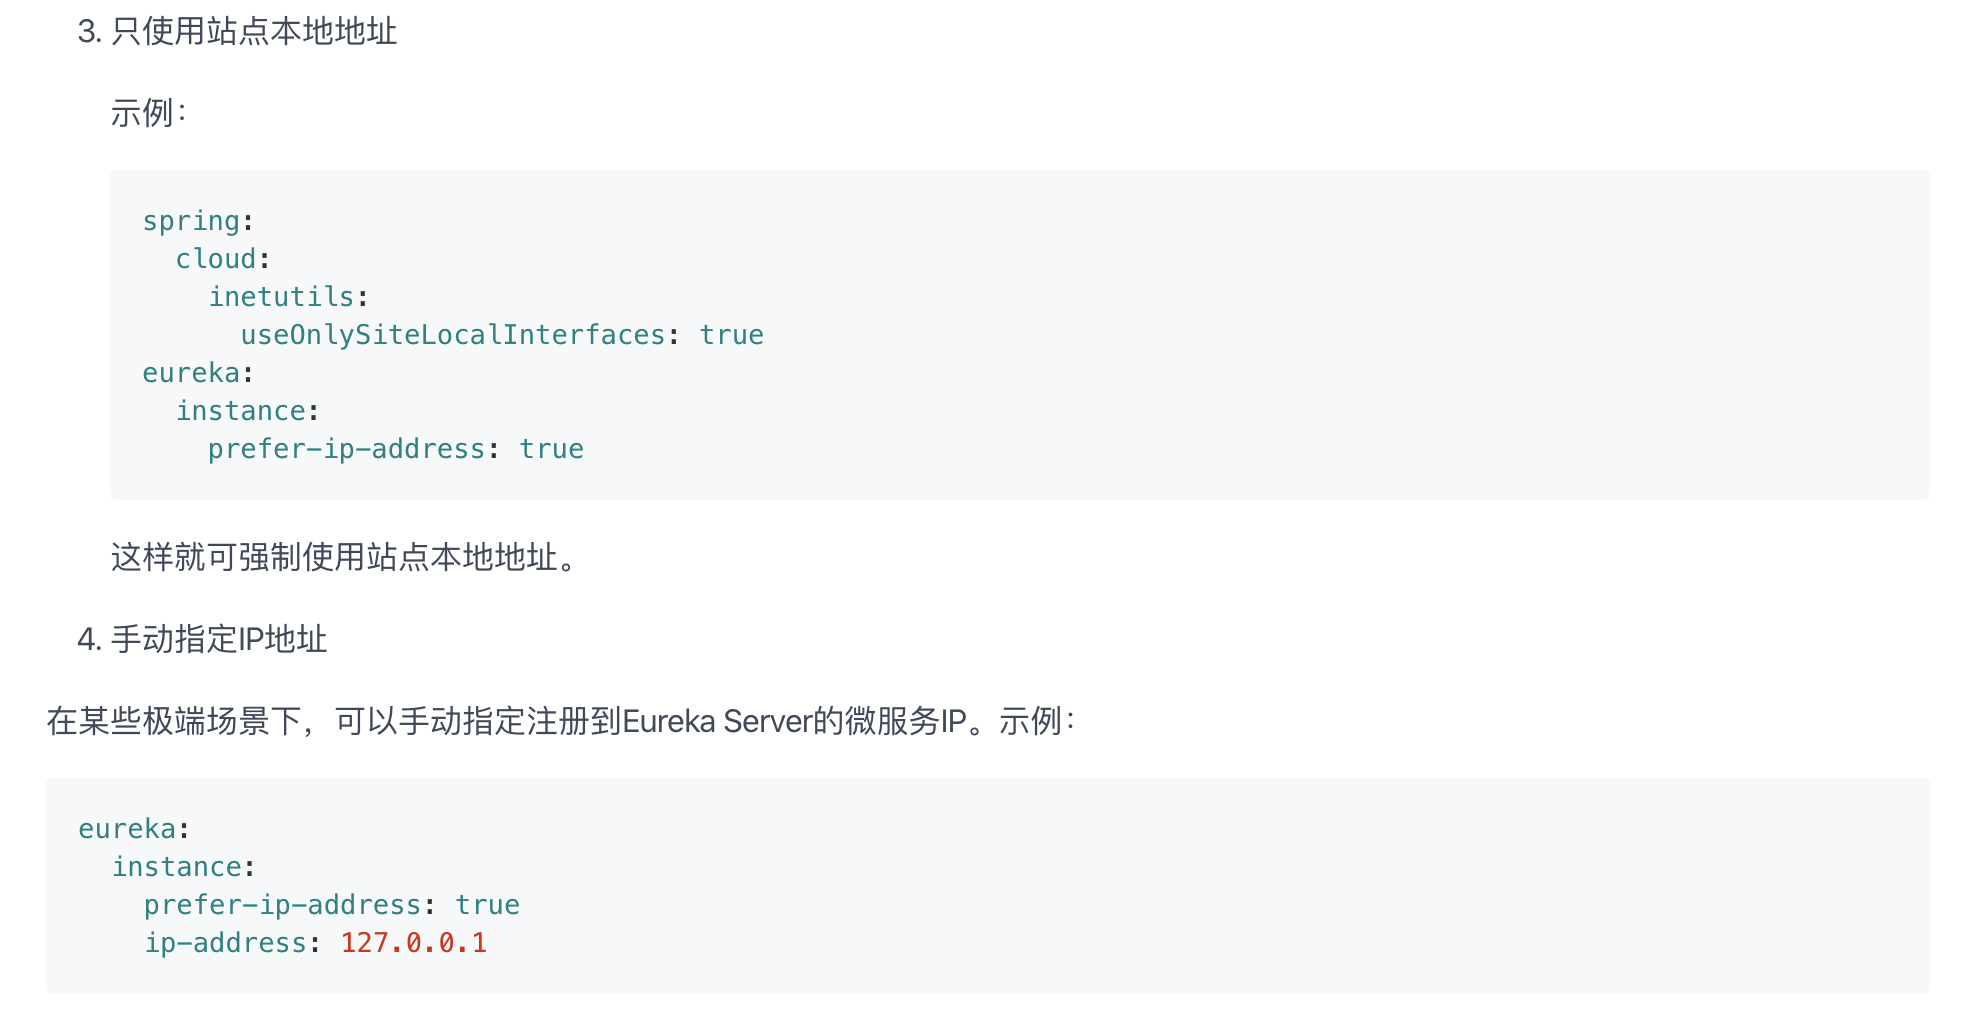 3. 只使用站点本地地址
示例：
spring:
  cloud:
    inetutils:
      useOnlySiteLocalInterfaces: true
eureka:
  instance:
    prefer-ip-address: true
这样就可强制使用站点本地地址。
4. 手动指定IP地址
在某些极端场景下，可以手动指定注册到Eureka Server的微服务IP。示例：
eureka:
  instance:
    prefer-ip-address: true
    ip-address: 127.0.0.1